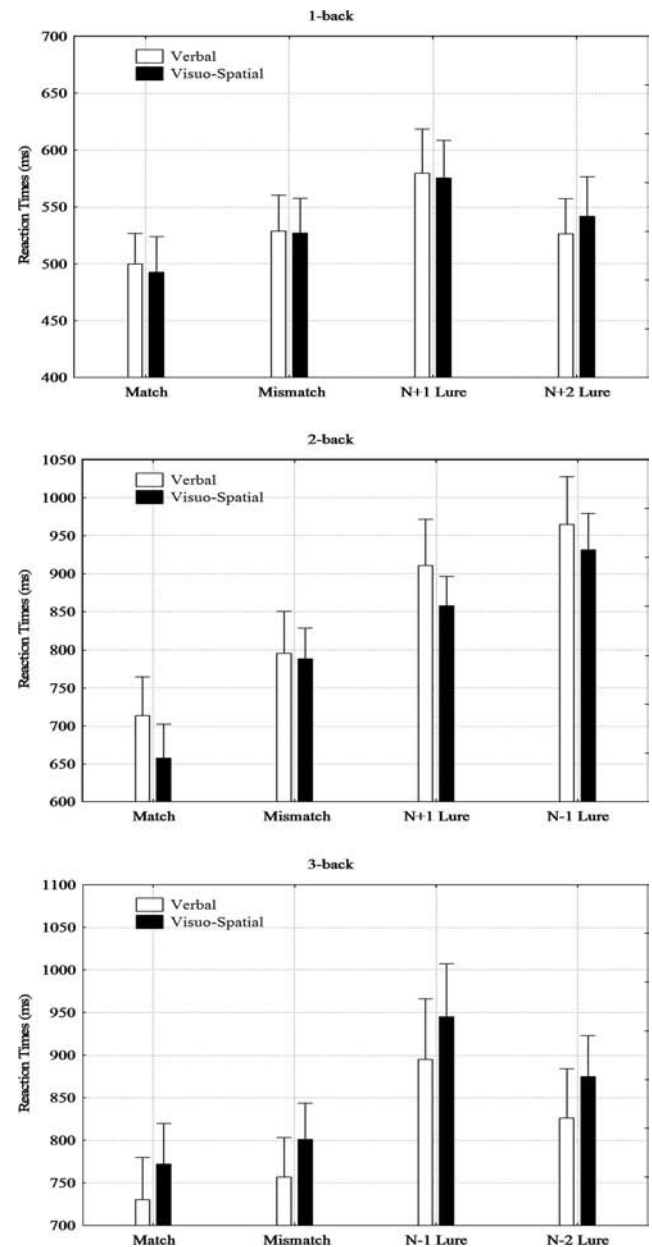 1-back
700
Verbal
Visuo-Spatial
650
600
550
500
450
400
Reaction Times (ms)
Match Mismatch N+1 Lure N+2 Lure
2-back
1050
Verbal
Visuo-Spatial
1000
950
900
850
800
750
700
650
600
Reaction Times (ms)
Match Mismatch N+1 Lure N-1 Lure
3-back
1100
Verbal
Visuo-Spatial
1050
1000
950
900
850
800
750
700
Reaction Times (ms)
Match Mismatch N-1 Lure N-2 Lure